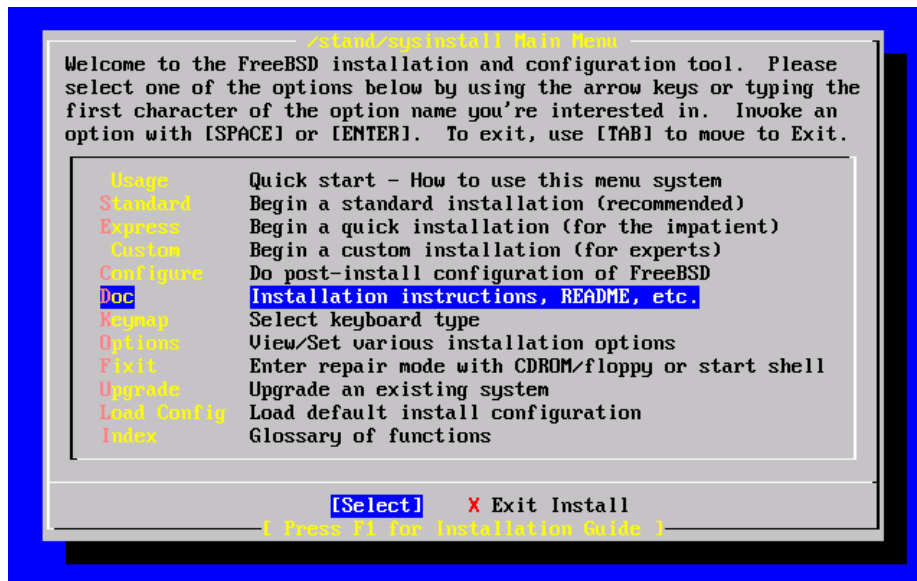 /stand/sysinstall Main Menu
Welcome to the FreeBSD installation and configuration tool.  Please
select one of the options below by using the arrow keys or typing the
first character of the option name you're interested in.  Invoke an
option with [SPACE] or [ENTER].  To exit, use [TAB] to move to Exit.
Usage Quick start - How to use this menu system
Standard Begin a standard installation (recommended)
Express Begin a quick installation (for the impatient)
Custom Begin a custom installation (for experts)
Configure Do post-install configuration of FreeBSD
Doc Installation instructions, README, etc.
Keymap Select keyboard type
Options View/Set various installation options
Fixit Enter repair mode with CDROM/floppy or start shell
Upgrade Upgrade an existing system
Load Config Load default install configuration
Index Glossary of functions
[Select] X Exit Install
[ Press F1 for Installation Guide ]